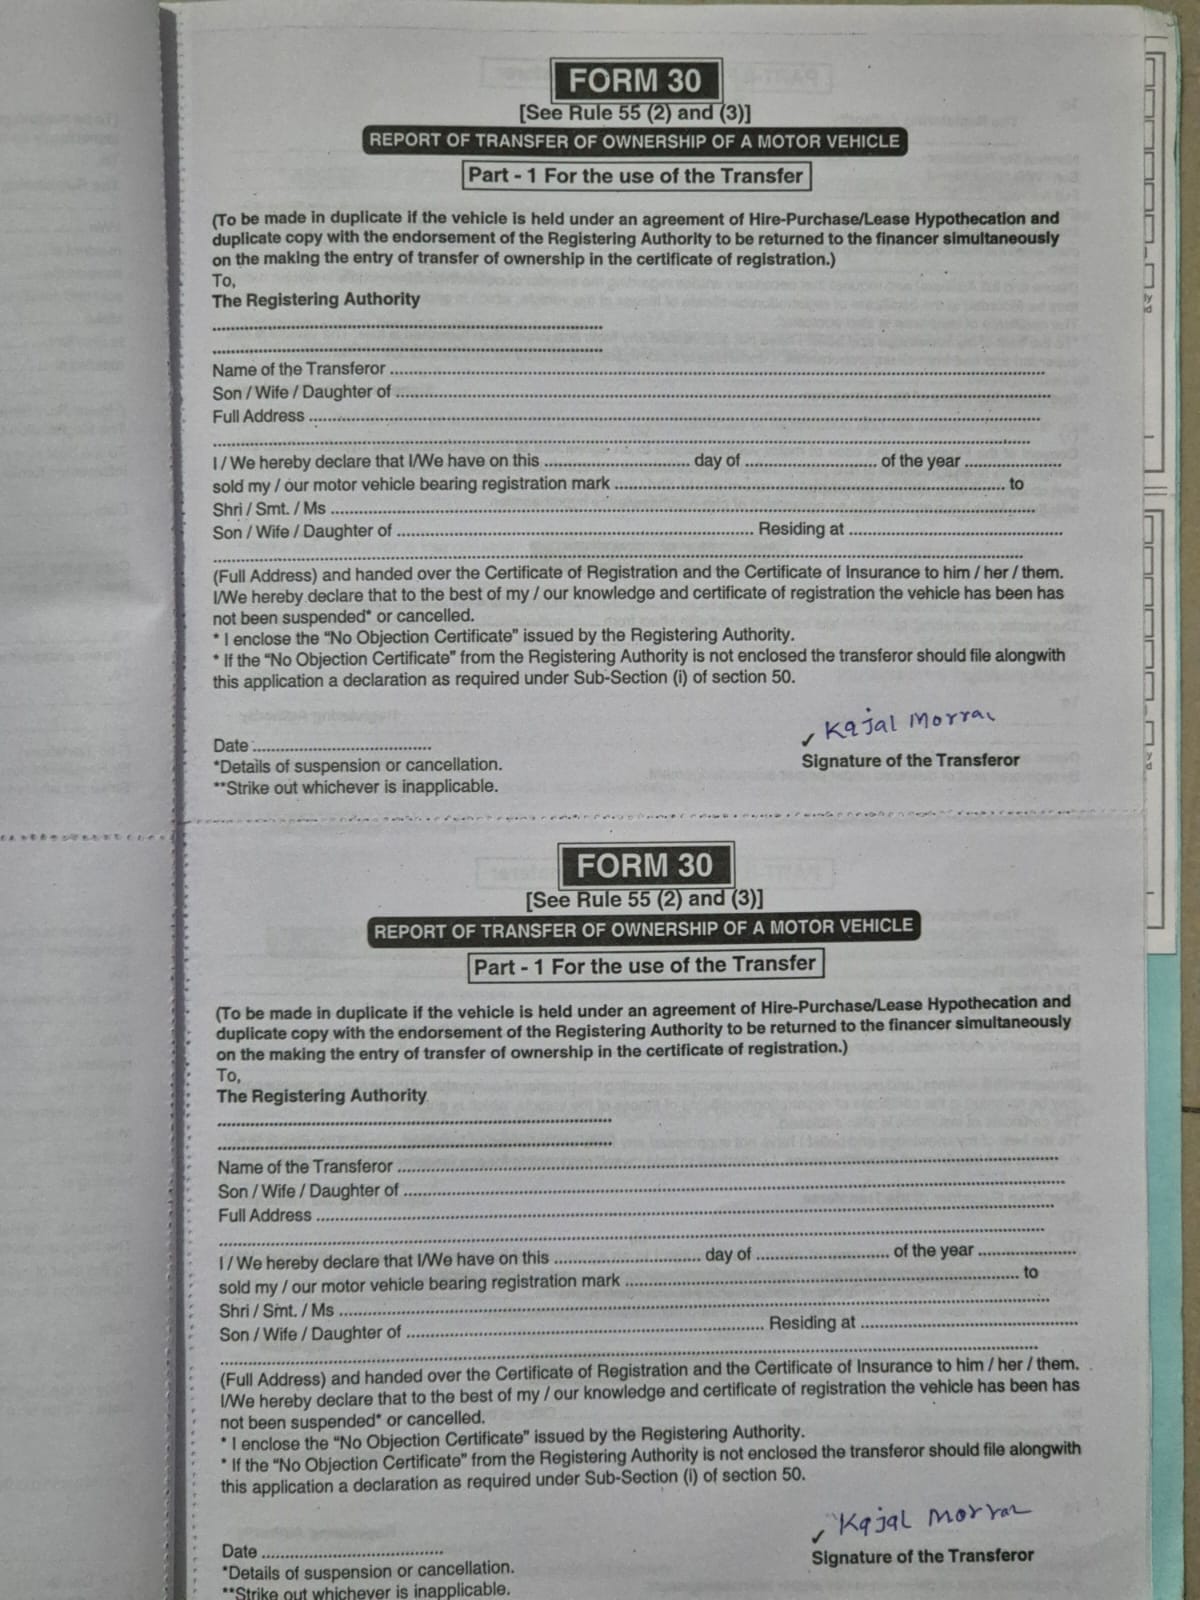 FORM 30
[See Rule 55 (2) and (3)]
REPORT OF TRANSFER OF OWNERSHIP OF A MOTOR VEHICLE
Part - 1 For the use of the Transfer
(To be made in duplicate if the vehicle is held under an agreement of Hire-Purchase/Lease Hypothecation and
duplicate copy with the endorsement of the Registering Authority to be returned to the financer simultaneously
on the making the entry of transfer of ownership in the certificate of registration.)
To,
The Registering Authority
Name of the Transferor
Son / Wife / Daughter of
Full Address
I / We hereby declare that I/We have on this ........ day of ........ of the year ........
sold my / our motor vehicle bearing registration mark ........ to
Shri / Smt. / Ms
Son / Wife / Daughter of ........ Residing at ........
(Full Address) and handed over the Certificate of Registration and the Certificate of Insurance to him / her / them.
I/We hereby declare that to the best of my / our knowledge and certificate of registration the vehicle has been has
not been suspended* or cancelled.
* I enclose the “No Objection Certificate” issued by the Registering Authority.
* If the “No Objection Certificate” from the Registering Authority is not enclosed the transferor should file alongwith
this application a declaration as required under Sub-Section (i) of section 50.
Kajal
Date ........
Signature of the Transferor
*Details of suspension or cancellation.
**Strike out whichever is inapplicable.
FORM 30
[See Rule 55 (2) and (3)]
REPORT OF TRANSFER OF OWNERSHIP OF A MOTOR VEHICLE
Part - 1 For the use of the Transfer
(To be made in duplicate if the vehicle is held under an agreement of Hire-Purchase/Lease Hypothecation and
duplicate copy with the endorsement of the Registering Authority to be returned to the financer simultaneously
on the making the entry of transfer of ownership in the certificate of registration.)
To,
The Registering Authority
Name of the Transferor
Son / Wife / Daughter of
Full Address
I / We hereby declare that I/We have on this ........ day of ........ of the year ........
sold my / our motor vehicle bearing registration mark ........ to
Shri / Smt. / Ms
Son / Wife / Daughter of ........ Residing at ........
(Full Address) and handed over the Certificate of Registration and the Certificate of Insurance to him / her / them.
I/We hereby declare that to the best of my / our knowledge and certificate of registration the vehicle has been has
not been suspended* or cancelled.
* I enclose the “No Objection Certificate” issued by the Registering Authority.
* If the “No Objection Certificate” from the Registering Authority is not enclosed the transferor should file alongwith
this application a declaration as required under Sub-Section (i) of section 50.
Kajal
Date ........
Signature of the Transferor
*Details of suspension or cancellation.
**Strike out whichever is inapplicable.